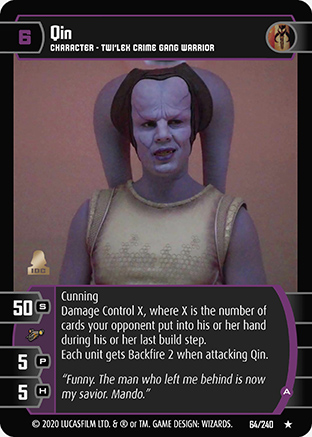 6
Qin
CHARACTER - TWI'LEK CRIME GANG WARRIOR
IDC
50 S
5 P
5 H
Cunning
Damage Control X, where X is the number
of cards your opponent put into his or her hand
during his or her last build step.
Each unit gets Backfire 2 when attacking Qin.
"Funny. The man who left me behind is now
my savior. Mando."
A
© 2020 LUCASFILM LTD. & ® or TM. GAME DESIGN: WIZARDS. 64/240 ★